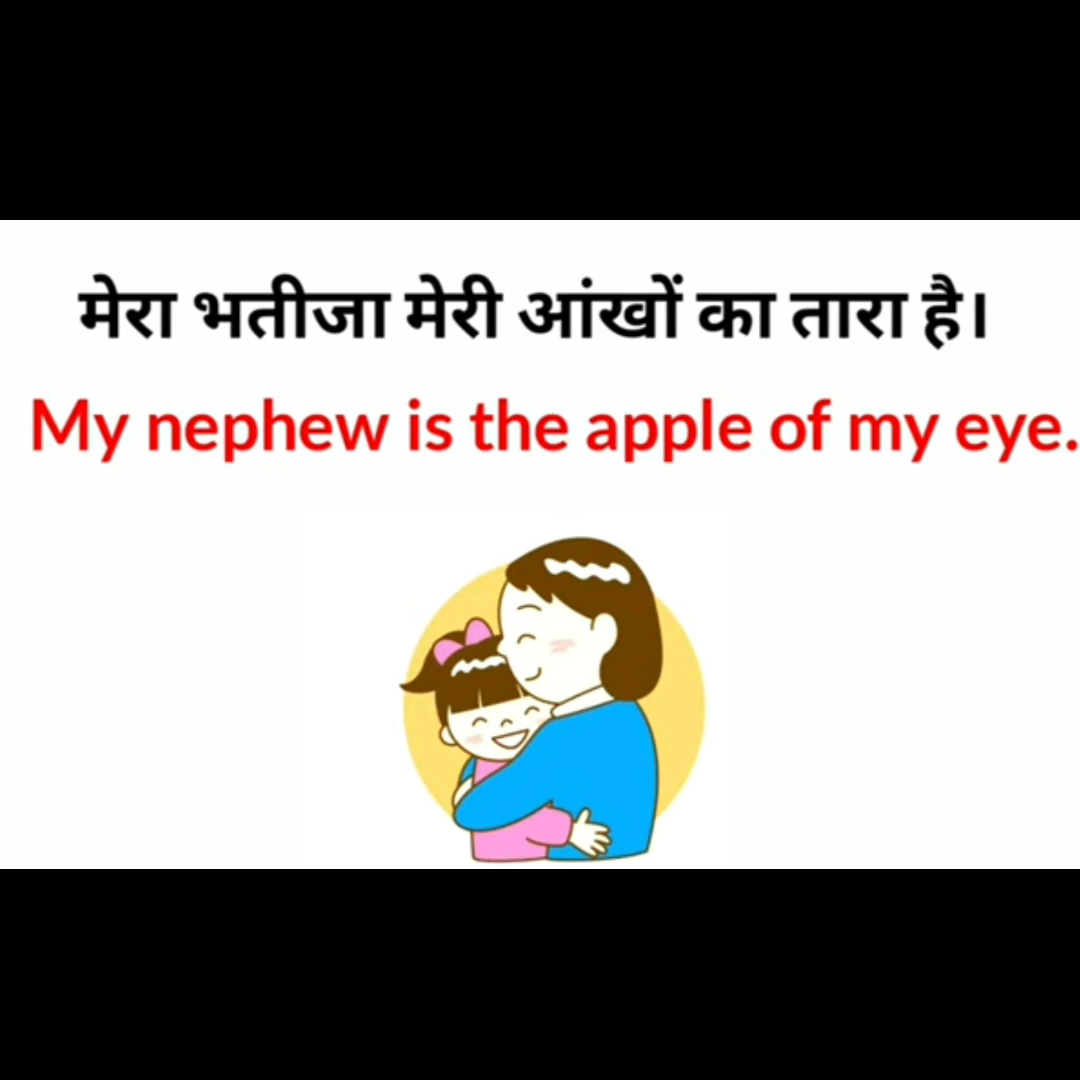 मेरा भतीजा मेरी आंखों का तारा है।
My nephew is the apple of my eye.